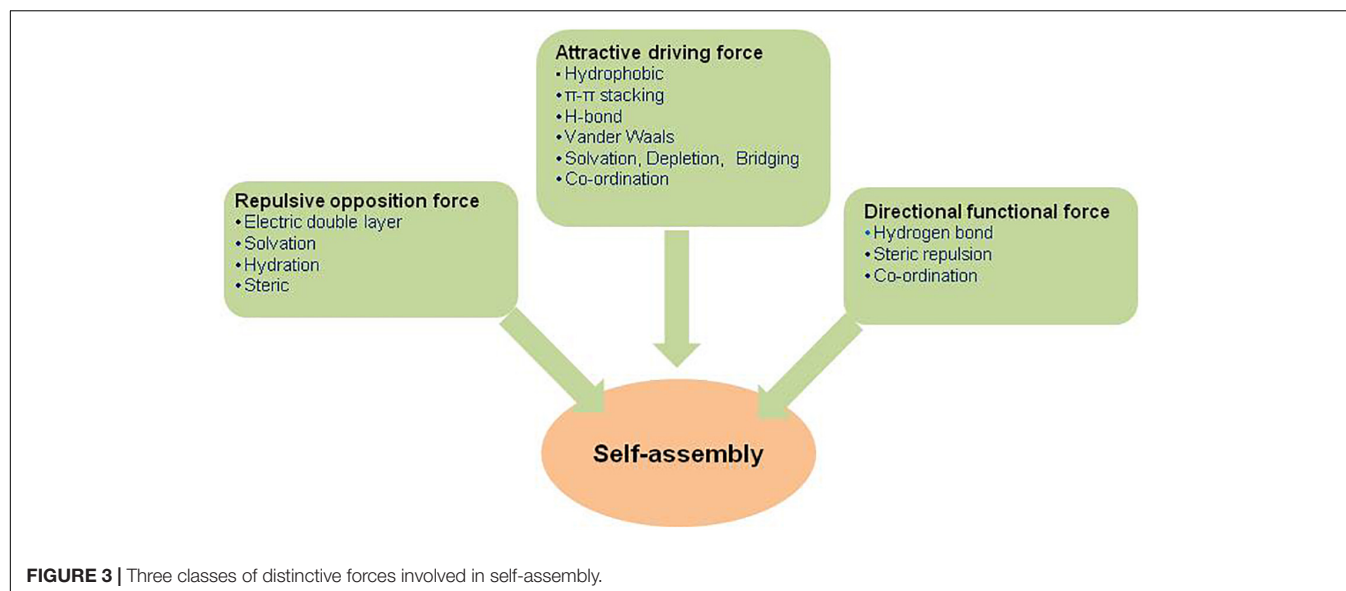 Attractive driving force
• Hydrophobic
• π-π stacking
• H-bond
• Vander Waals
• Solvation, Depletion, Bridging
• Co-ordination
Repulsive opposition force
• Electric double layer
• Solvation
• Hydration
• Steric
Directional functional force
• Hydrogen bond
• Steric repulsion
• Co-ordination
Self-assembly
FIGURE 3 | Three classes of distinctive forces involved in self-assembly.